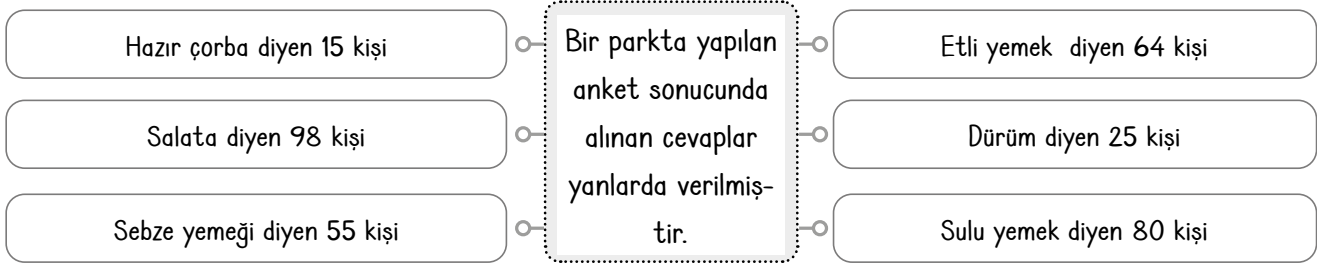 Hazır çorba diyen 15 kişi
Salata diyen 98 kişi
Sebze yemeği diyen 55 kişi
Bir parkta yapılan
anket sonucunda
alınan cevaplar
yanlarda verilmiş-
tir.
Etli yemek diyen 64 kişi
Dürüm diyen 25 kişi
Sulu yemek diyen 80 kişi